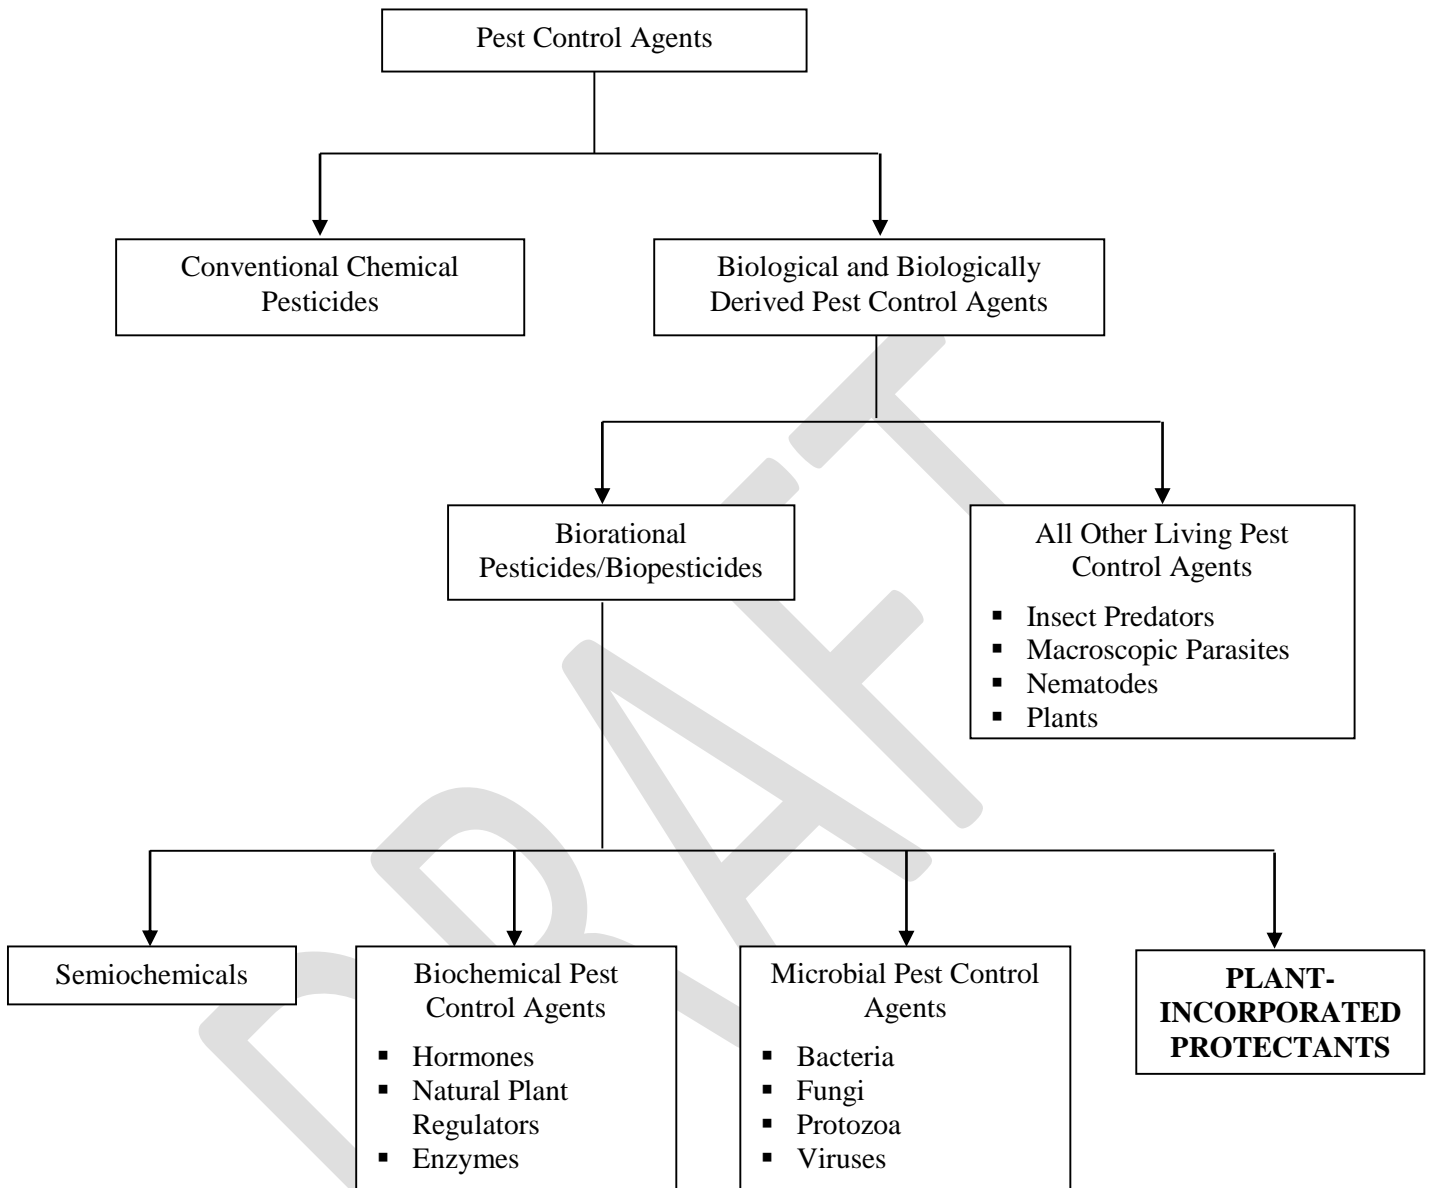 Pest Control Agents
Conventional Chemical
Pesticides
Biological and Biologically
Derived Pest Control Agents
Biorational
Pesticides/Biopesticides
All Other Living Pest
Control Agents
▪ Insect Predators
▪ Macroscopic Parasites
▪ Nematodes
▪ Plants
Semiochemicals
Biochemical Pest
Control Agents
▪ Hormones
▪ Natural Plant
Regulators
▪ Enzymes
Microbial Pest Control
Agents
▪ Bacteria
▪ Fungi
▪ Protozoa
▪ Viruses
PLANT-
INCORPORATED
PROTECTANTS
DRAFT